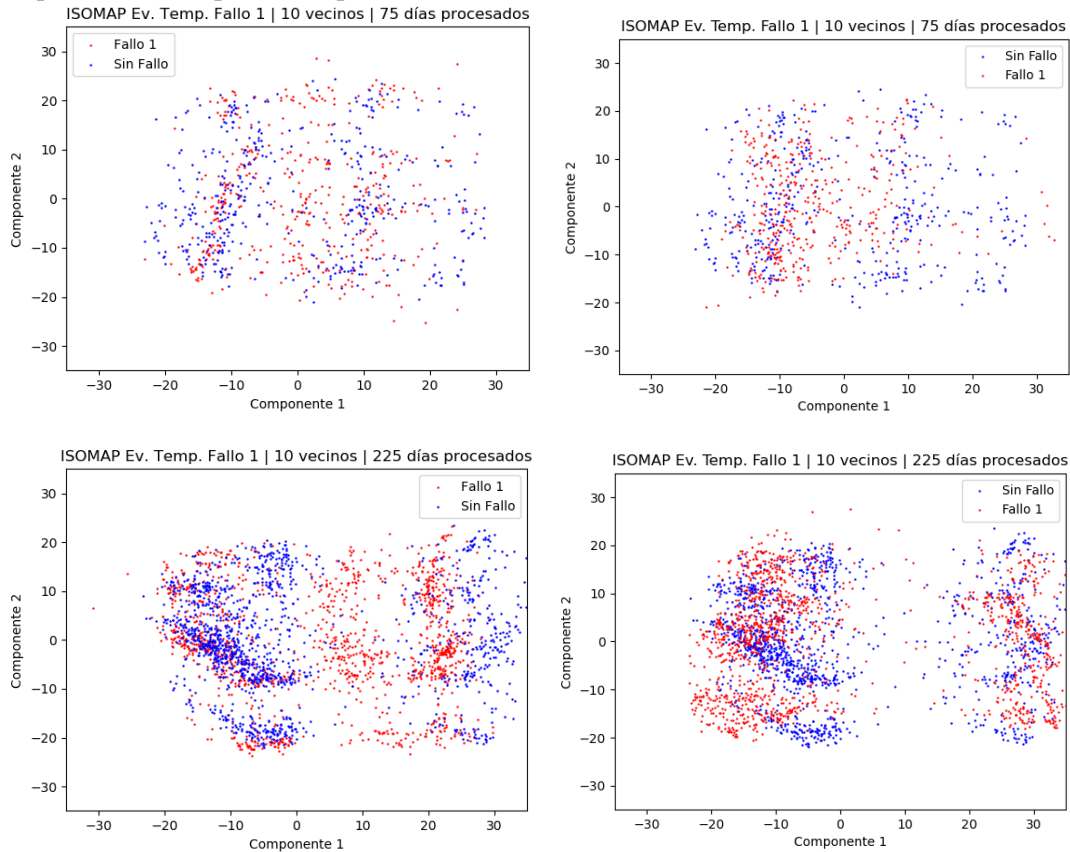 ISOMAP Ev. Temp. Fallo 1 | 10 vecinos | 75 días procesados
Fallo 1
Sin Fallo
30
20
10
0
−10
−20
−30
Componente 2
−30
−20
−10
0
10
20
30
Componente 1
ISOMAP Ev. Temp. Fallo 1 | 10 vecinos | 75 días procesados
Sin Fallo
Fallo 1
30
20
10
0
−10
−20
−30
Componente 2
−30
−20
−10
0
10
20
30
Componente 1
ISOMAP Ev. Temp. Fallo 1 | 10 vecinos | 225 días procesados
Fallo 1
Sin Fallo
30
20
10
0
−10
−20
−30
Componente 2
−30
−20
−10
0
10
20
30
Componente 1
ISOMAP Ev. Temp. Fallo 1 | 10 vecinos | 225 días procesados
Sin Fallo
Fallo 1
30
20
10
0
−10
−20
−30
Componente 2
−30
−20
−10
0
10
20
30
Componente 1